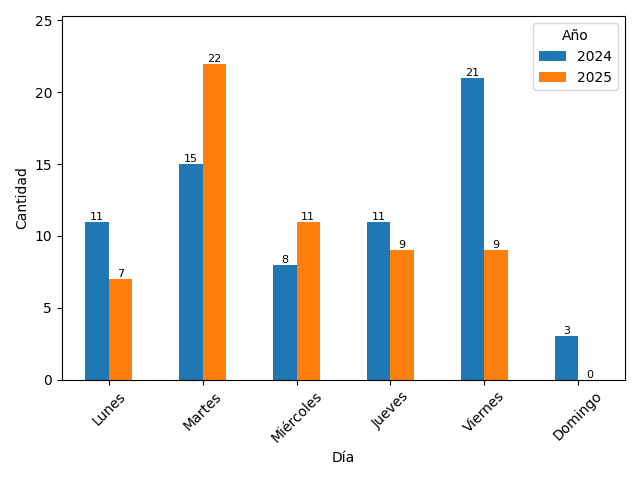 25
20
15
10
5
0
Cantidad
11
7
15
22
8
11
11
9
21
9
3
0
Año
2024
2025
Lunes
Martes
Miércoles
Jueves
Viernes
Domingo
Día